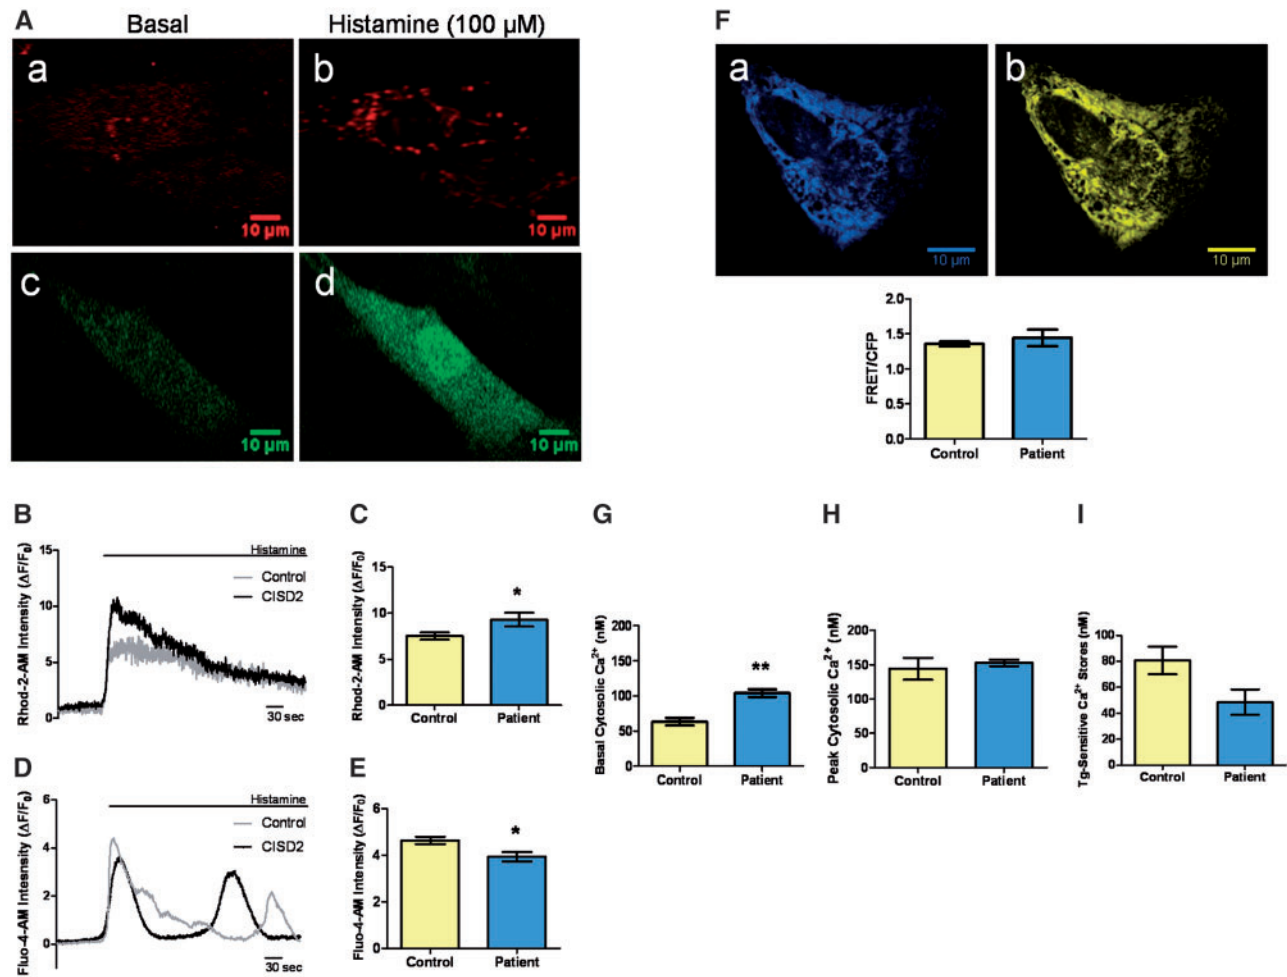 A
Basal
Histamine (100 µM)
a
10 µm
b
10 µm
c
10 µm
d
10 µm
F
a
10 µm
b
10 µm
2.0
1.5
1.0
0.5
0.0
FRET/CFP
Control
Patient
B
Rhod-2-AM Intensity (ΔF/F₀)
15
10
5
0
Histamine
Control
CISD2
30 sec
C
Rhod-2-AM Intensity (ΔF/F₀)
15
10
5
0
*
Control
Patient
D
Fluo-4-AM Intesnity (ΔF/F₀)
6
4
2
0
Histamine
Control
CISD2
30 sec
E
Fluo-4-AM Intensity (ΔF/F₀)
6
4
2
0
*
Control
Patient
G
Basal Cytosolic Ca²⁺ (nM)
200
150
100
50
0
**
Control
Patient
H
Peak Cytosolic Ca²⁺ (nM)
200
150
100
50
0
Control
Patient
I
Tg-Sensitive Ca²⁺ Stores (nM)
100
80
60
40
20
0
Control
Patient